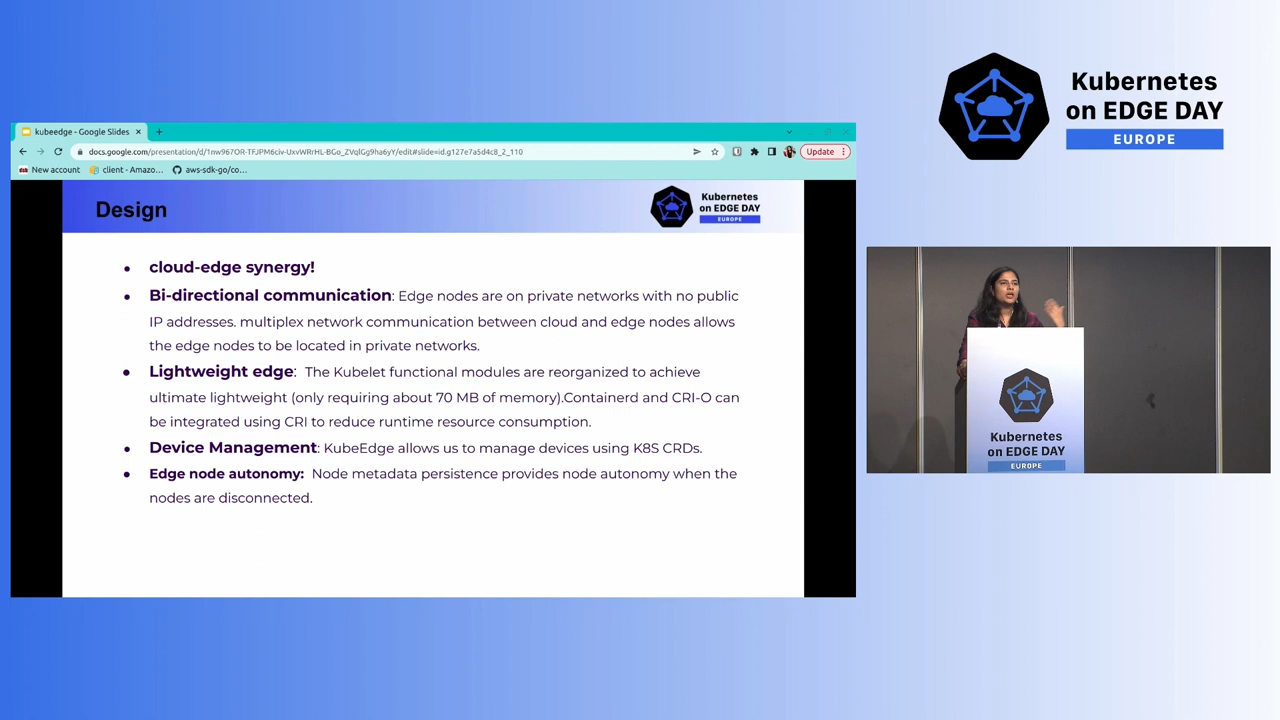 Kubernetes
on EDGE DAY
EUROPE
kubeedge - Google Slides
docs.google.com/presentation/d/1nw967OR-TFJPM6civ-UxvWRrHL-BGo_ZVqlGg9ha6yY/edit#slide=id.g127e7a5d4c8_2_110
Update
New account
client - Amazo...
aws-sdk-go/co...
Design
Kubernetes
on EDGE DAY
EUROPE
• cloud-edge synergy!
• Bi-directional communication: Edge nodes are on private networks with no public
IP addresses. multiplex network communication between cloud and edge nodes allows
the edge nodes to be located in private networks.
• Lightweight edge: The Kubelet functional modules are reorganized to achieve
ultimate lightweight (only requiring about 70 MB of memory).Containerd and CRI-O can
be integrated using CRI to reduce runtime resource consumption.
• Device Management: KubeEdge allows us to manage devices using K8S CRDs.
• Edge node autonomy: Node metadata persistence provides node autonomy when the
nodes are disconnected.
Kubernetes
on EDGE DAY
EUROPE